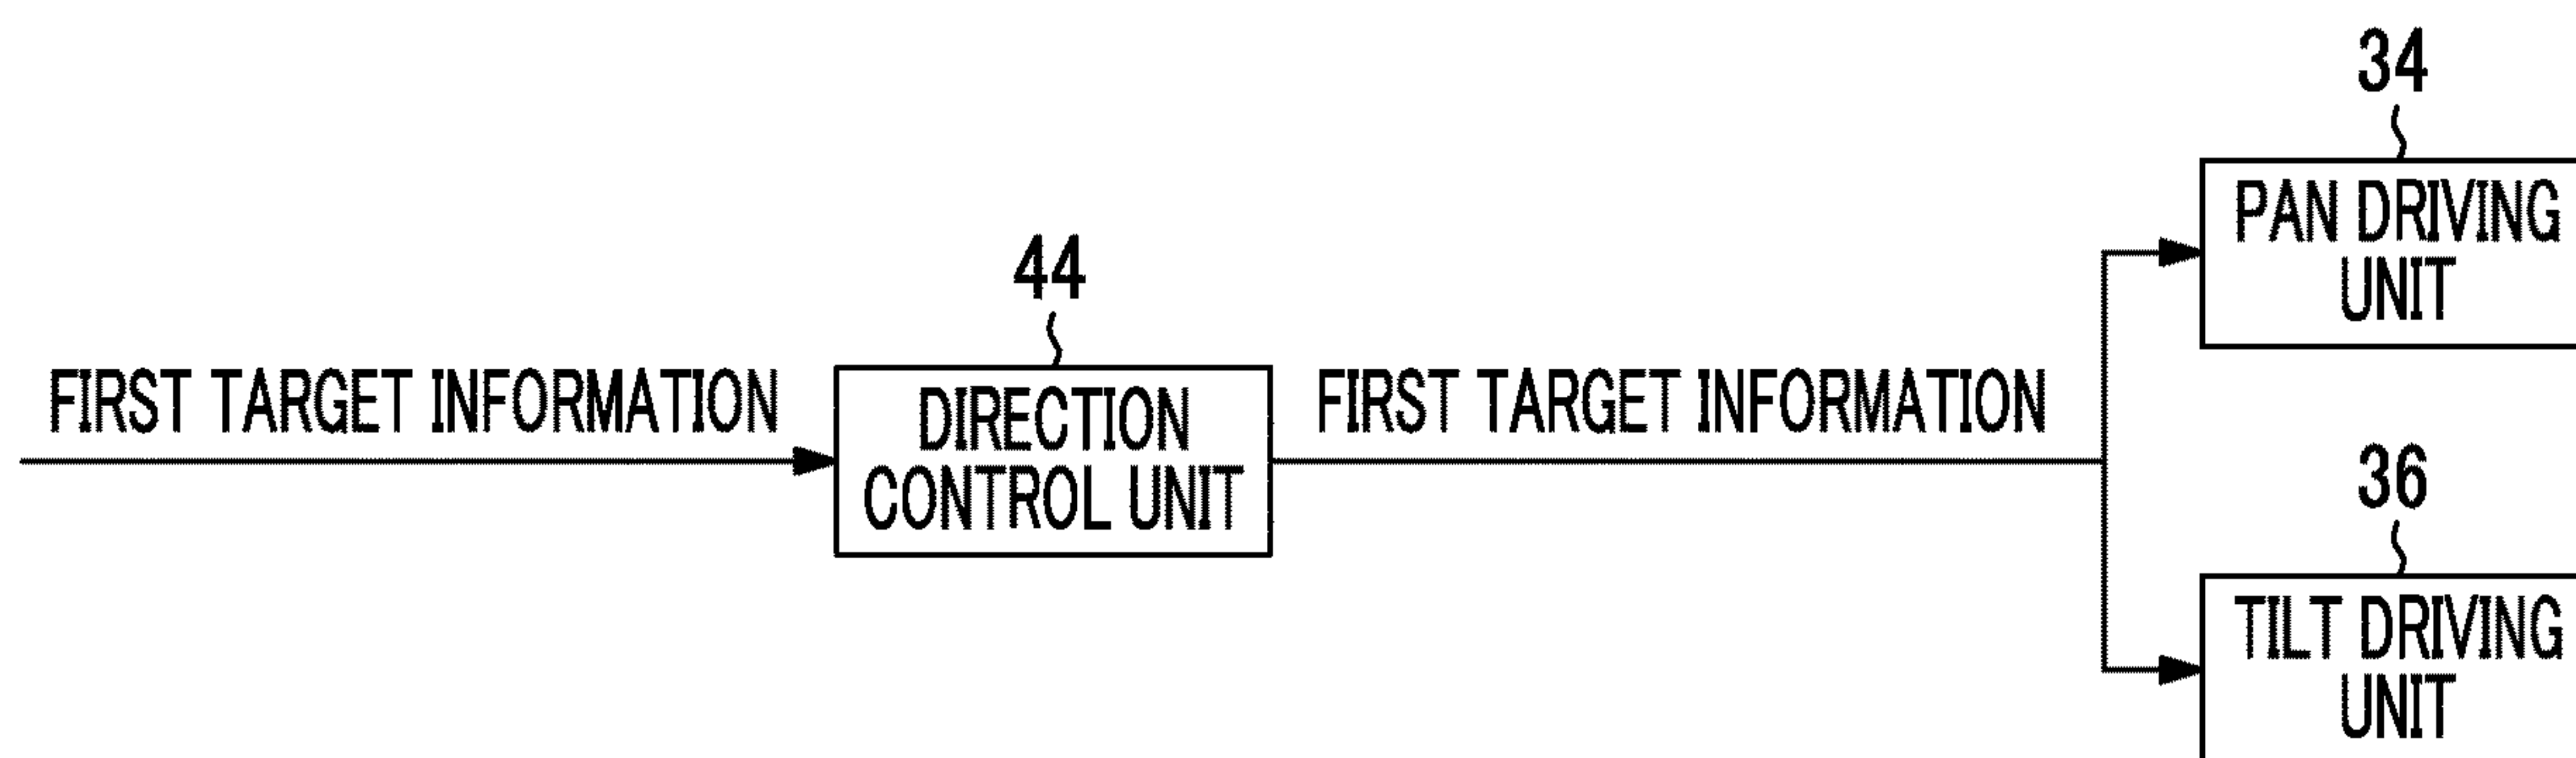 34
PAN DRIVING
UNIT
44
FIRST TARGET INFORMATION
DIRECTION
CONTROL UNIT
FIRST TARGET INFORMATION
36
TILT DRIVING
UNIT